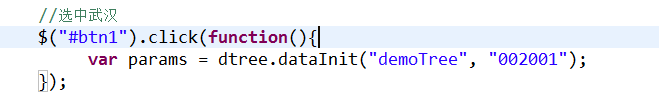 //选中武汉
$("#btn1").click(function(){
    var params = dtree.dataInit("demoTree", "002001");
});